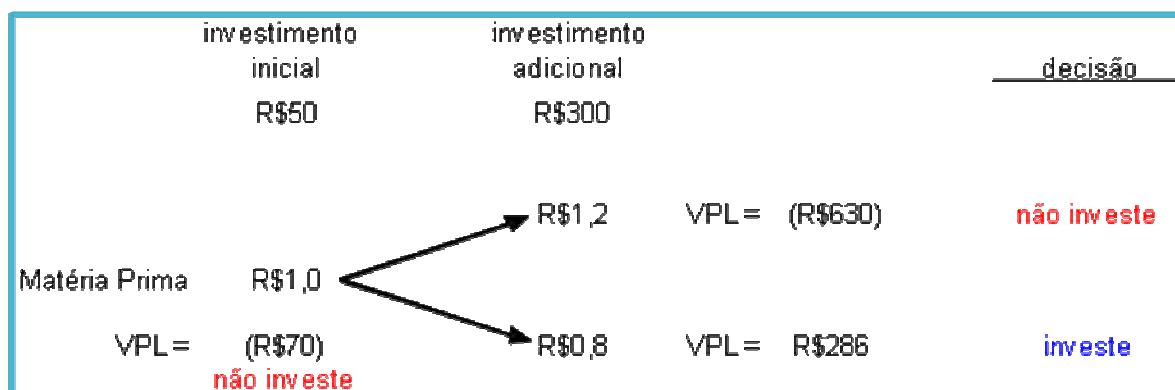 investimento investimento
inicial adicional decisão
R$50 R$300
R$1,2 VPL= (R$630) não investe
Matéria Prima R$1,0
VPL= (R$70) R$0,8 VPL= R$286 investe
não investe